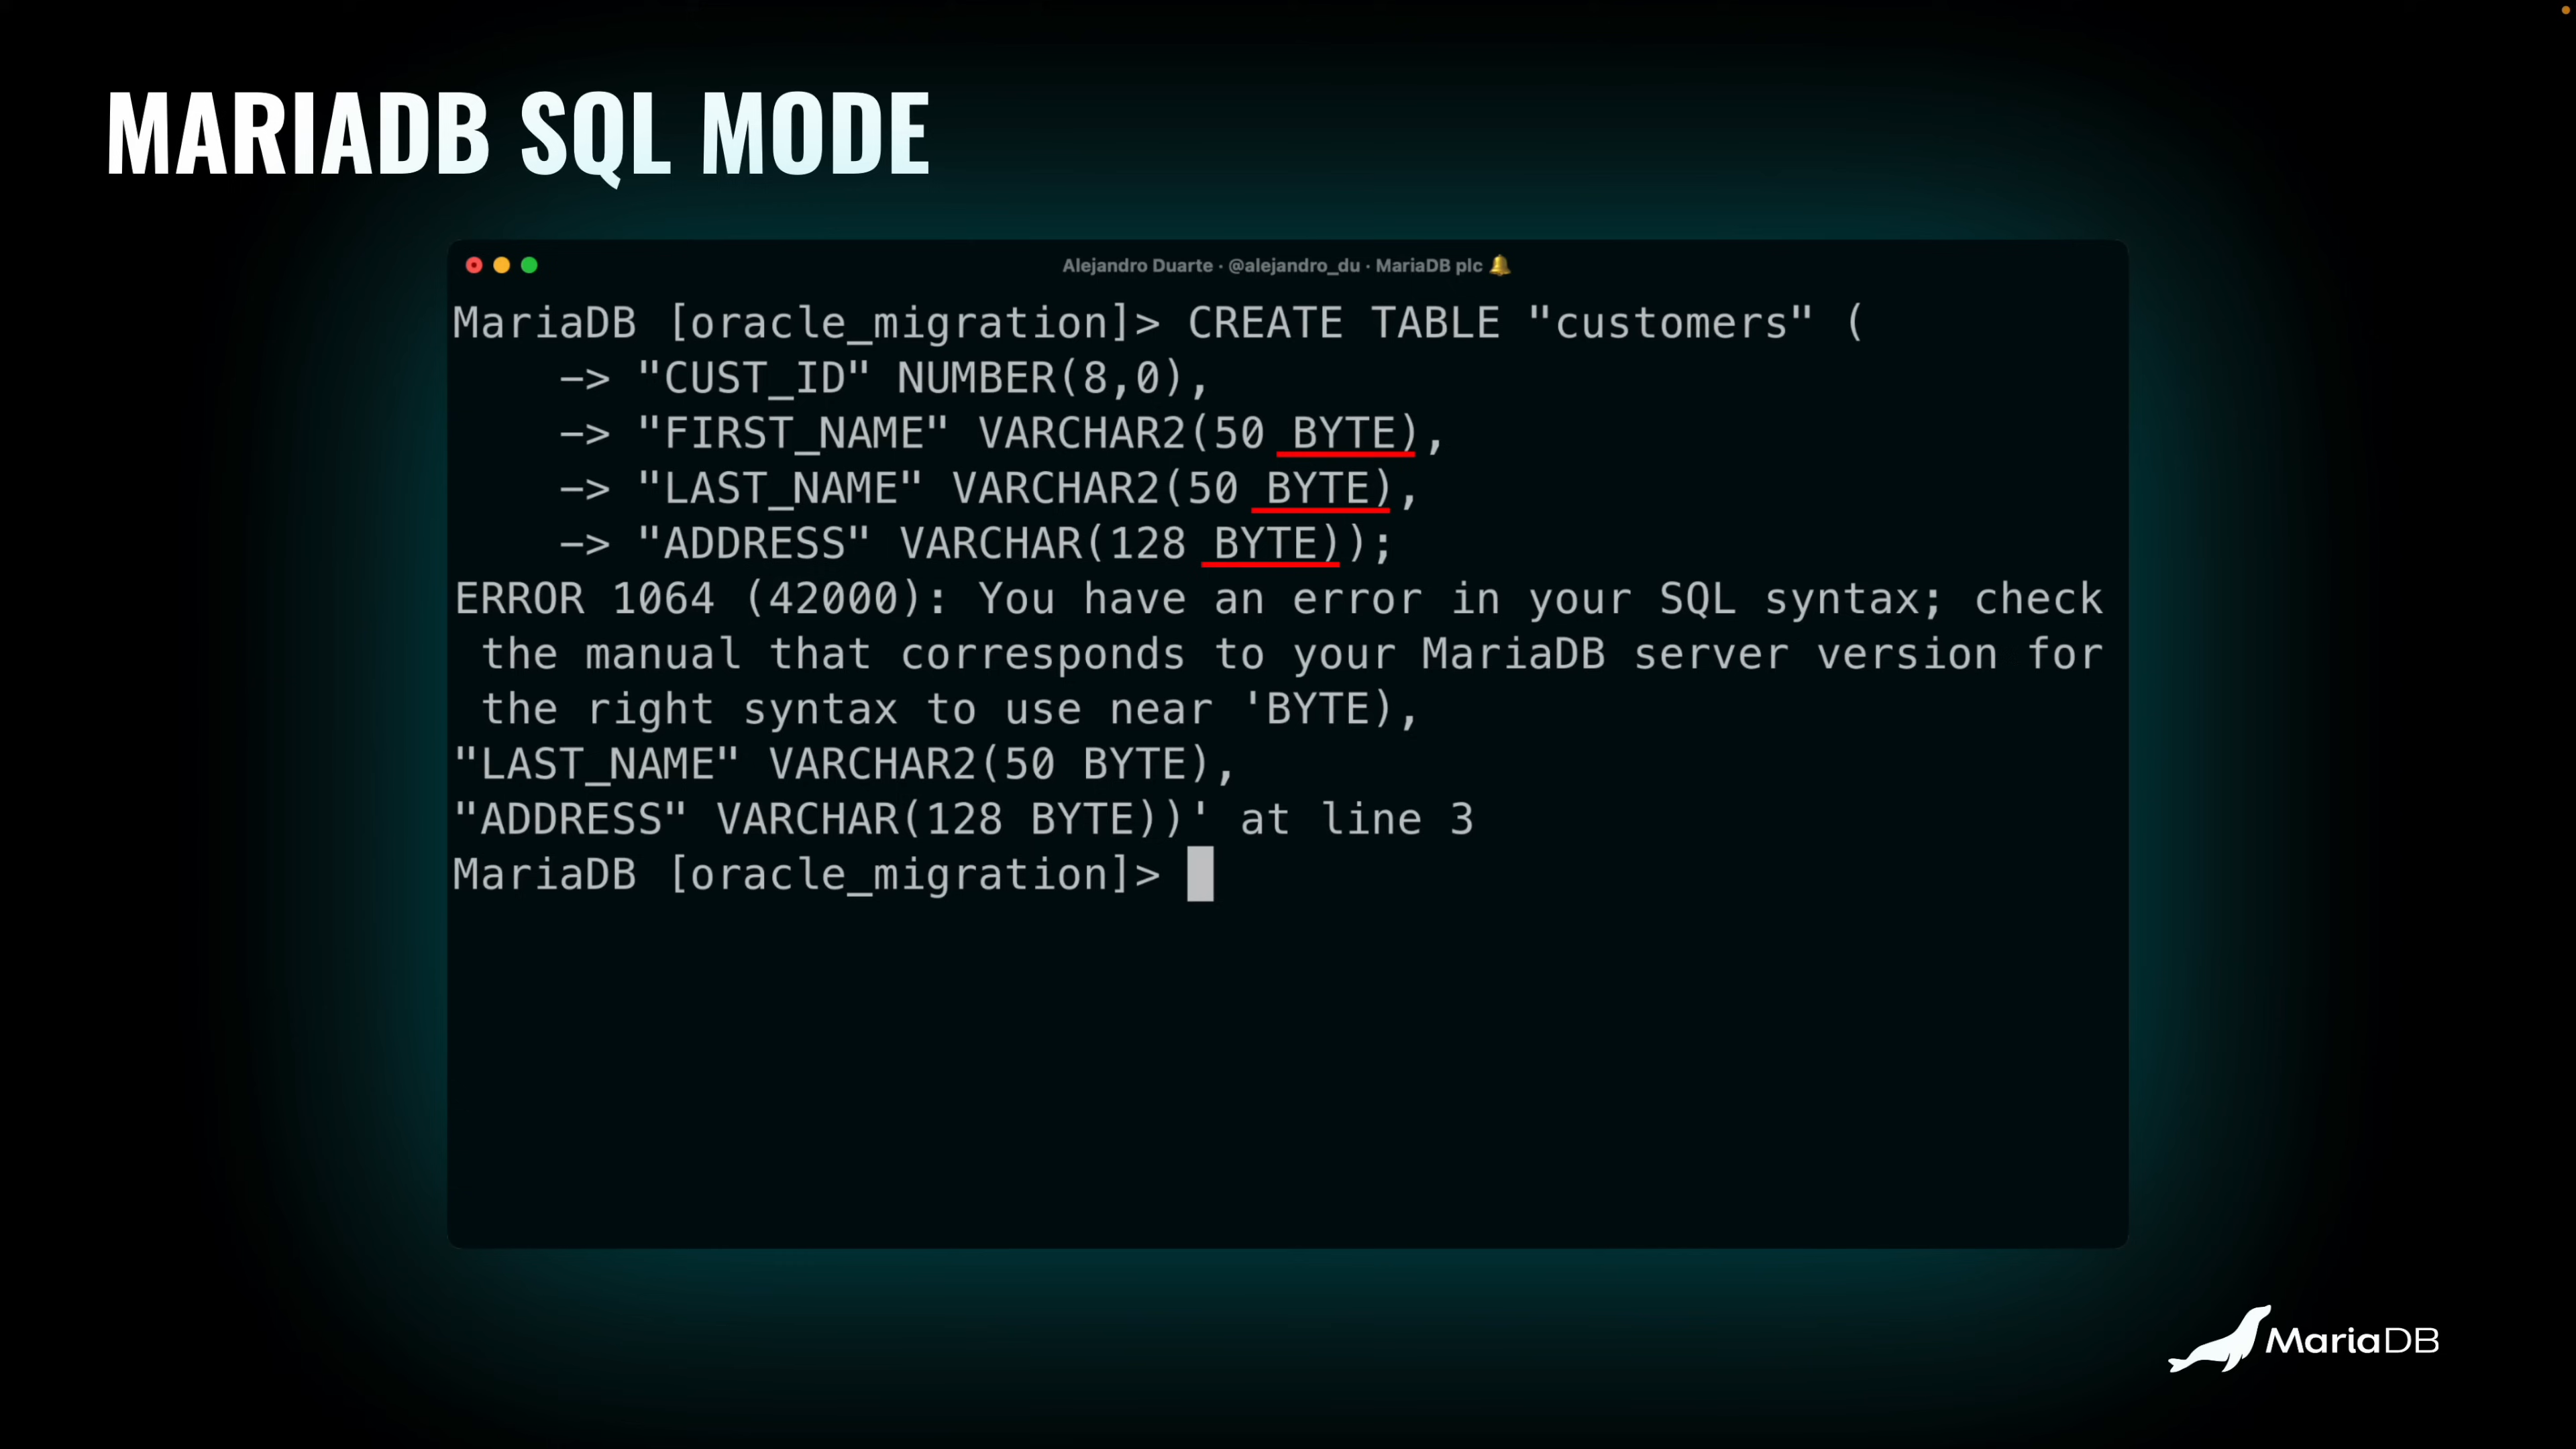 MARIADB SQL MODE
Alejandro Duarte · @alejandro_du · MariaDB plc 🔔
MariaDB [oracle_migration]> CREATE TABLE "customers" (
    -> "CUST_ID" NUMBER(8,0),
    -> "FIRST_NAME" VARCHAR2(50 BYTE),
    -> "LAST_NAME" VARCHAR2(50 BYTE),
    -> "ADDRESS" VARCHAR(128 BYTE));
ERROR 1064 (42000): You have an error in your SQL syntax; check
 the manual that corresponds to your MariaDB server version for
 the right syntax to use near 'BYTE),
"LAST_NAME" VARCHAR2(50 BYTE),
"ADDRESS" VARCHAR(128 BYTE))' at line 3
MariaDB [oracle_migration]>
MariaDB